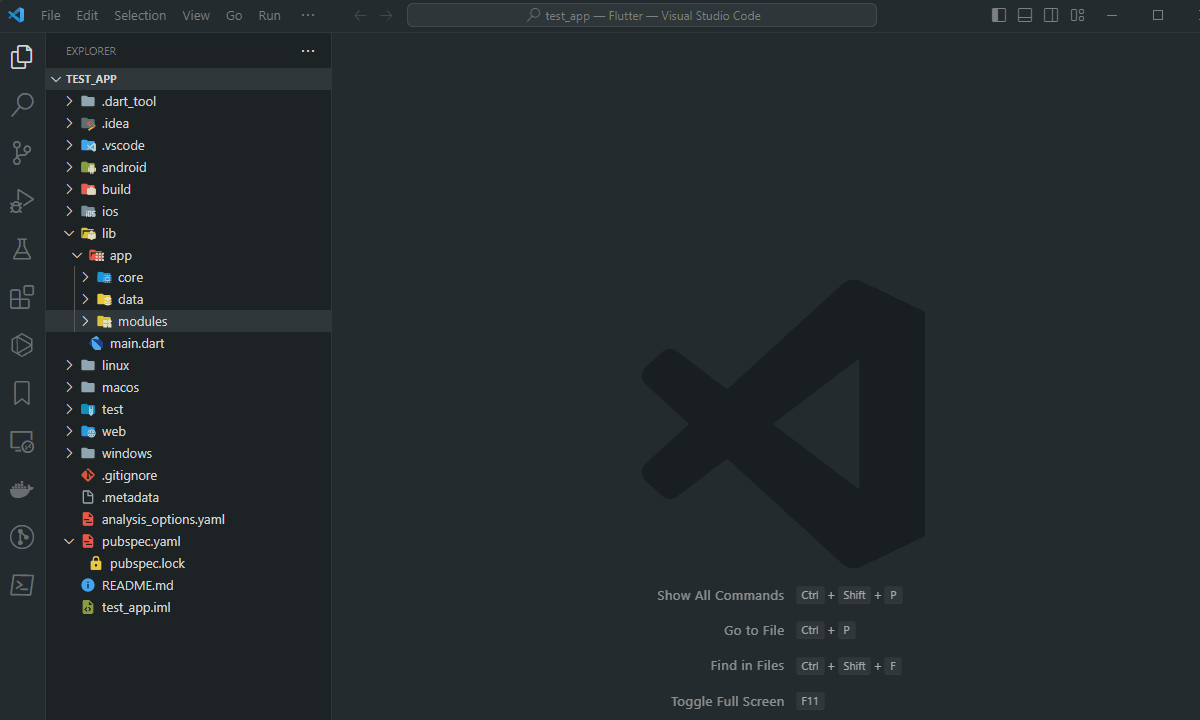 File Edit Selection View Go Run ··· test_app — Flutter — Visual Studio Code
EXPLORER ···
TEST_APP
.dart_tool
.idea
.vscode
android
build
ios
lib
app
core
data
modules
main.dart
linux
macos
test
web
windows
.gitignore
.metadata
analysis_options.yaml
pubspec.yaml
pubspec.lock
README.md
test_app.iml
Show All Commands Ctrl + Shift + P
Go to File Ctrl + P
Find in Files Ctrl + Shift + F
Toggle Full Screen F11